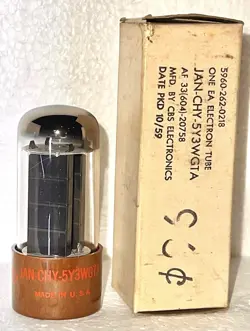 5960-262-0218
ONE EA ELECTRON TUBE
JAN-CHY-5Y3WGTA
AF 33(604)-20758
MFD. BY CBS ELECTRONICS
DATE PKD 10/59
JAN-CHY-5Y3WGTA
MADE IN U.S.A.